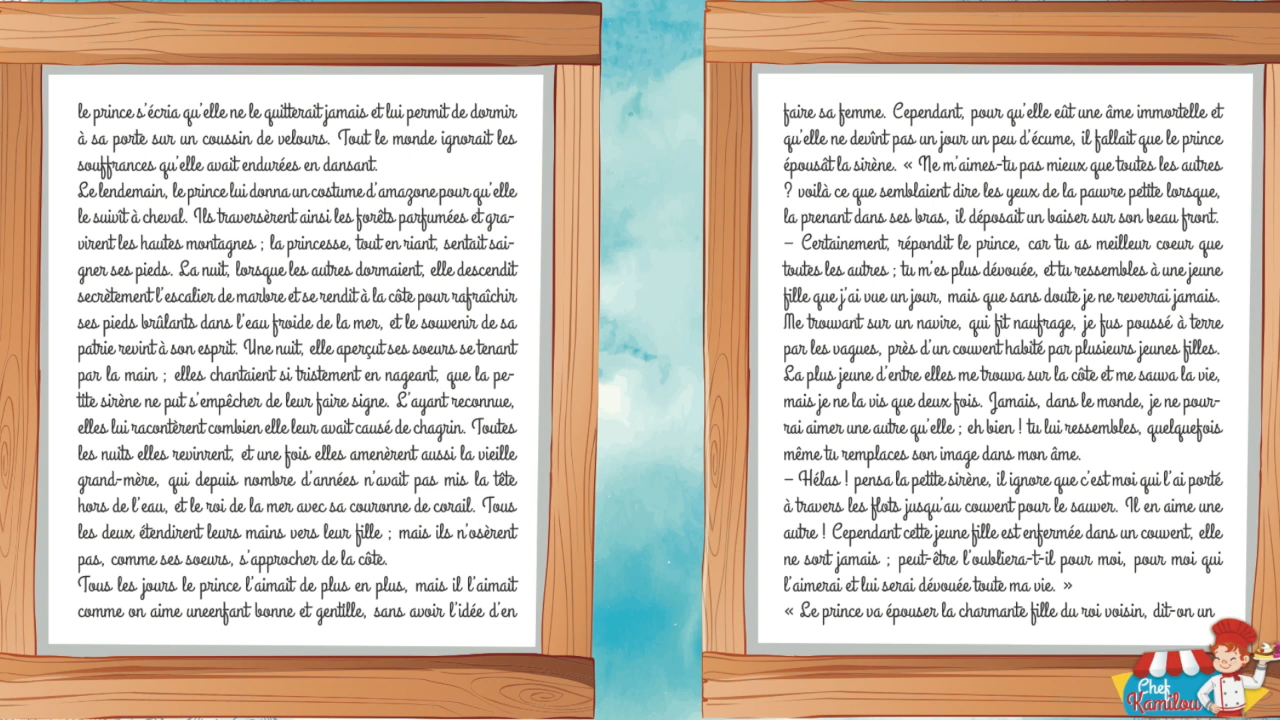 le prince s'écria qu'elle ne le quitterait jamais et lui permit de dormir
à sa porte sur un coussin de velours. Tout le monde ignorait les
souffrances qu'elle avait endurées en dansant.
Le lendemain, le prince lui donna un costume d'amazone pour qu'elle
le suivît à cheval. Ils traversèrent ainsi les forêts parfumées et gra-
virent les hautes montagnes ; la princesse, tout en riant, sentait sai-
gner ses pieds. La nuit, lorsque les autres dormaient, elle descendit
secrètement l'escalier de marbre et se rendit à la côte pour rafraîchir
ses pieds brûlants dans l'eau froide de la mer, et le souvenir de sa
patrie revint à son esprit. Une nuit, elle aperçut ses soeurs se tenant
par la main ; elles chantaient si tristement en nageant, que la pe-
tite sirène ne put s'empêcher de leur faire signe. L'ayant reconnue,
elles lui racontèrent combien elle leur avait causé de chagrin. Toutes
les nuits elles revinrent, et une fois elles amenèrent aussi la vieille
grand-mère, qui depuis nombre d'années n'avait pas mis la tête
hors de l'eau, et le roi de la mer avec sa couronne de corail. Tous
les deux étendirent leurs mains vers leur fille ; mais ils n'osèrent
pas, comme ses soeurs, s'approcher de la côte.
Tous les jours le prince l'aimait de plus en plus, mais il l'aimait
comme on aime uneenfant bonne et gentille, sans avoir l'idée d'en
faire sa femme. Cependant, pour qu'elle eût une âme immortelle et
qu'elle ne devînt pas un jour un peu d'écume, il fallait que le prince
épousât la sirène. « Ne m'aimes-tu pas mieux que toutes les autres
? voilà ce que semblaient dire les yeux de la pauvre petite lorsque,
la prenant dans ses bras, il déposait un baiser sur son beau front.
– Certainement, répondit le prince, car tu as meilleur coeur que
toutes les autres ; tu m'es plus dévouée, et tu ressembles à une jeune
fille que j'ai vue un jour, mais que sans doute je ne reverrai jamais.
Me trouvant sur un navire, qui fit naufrage, je fus poussé à terre
par les vagues, près d'un couvent habité par plusieurs jeunes filles.
La plus jeune d'entre elles me trouva sur la côte et me sauva la vie,
mais je ne la vis que deux fois. Jamais, dans le monde, je ne pour-
rai aimer une autre qu'elle ; eh bien ! tu lui ressembles, quelquefois
même tu remplaces son image dans mon âme.
– Hélas ! pensa la petite sirène, il ignore que c'est moi qui l'ai porté
à travers les flots jusqu'au couvent pour le sauver. Il en aime une
autre ! Cependant cette jeune fille est enfermée dans un couvent, elle
ne sort jamais ; peut-être l'oubliera-t-il pour moi, pour moi qui
l'aimerai et lui serai dévouée toute ma vie. »
« Le prince va épouser la charmante fille du roi voisin, dit-on un
Chef
Kamilou